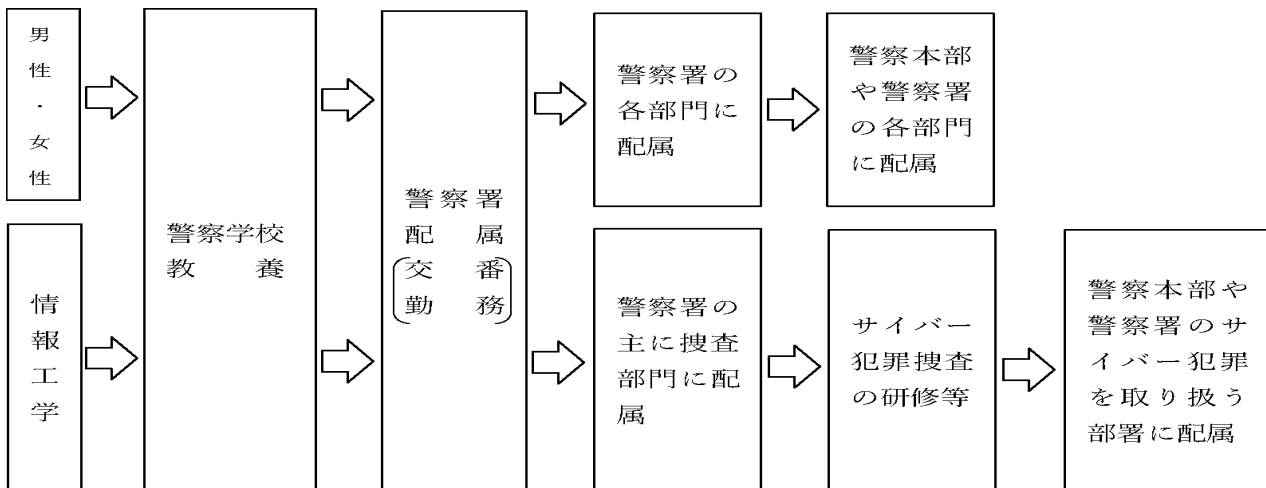 男性・女性
警察学校
教養
警察署
配属
（交番
勤務）
警察署の
各部門に
配属
警察本部
や警察署
の各部門
に配属
情報工学
警察署の
主に捜査
部門に配
属
サイバー
犯罪捜査
の研修等
警察本部や
警察署のサ
イバー犯罪
を取り扱う
部署に配属